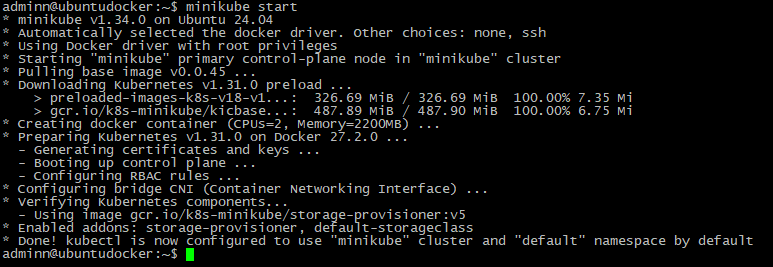 adminn@ubuntudocker:~$ minikube start
* minikube v1.34.0 on Ubuntu 24.04
* Automatically selected the docker driver. Other choices: none, ssh
* Using Docker driver with root privileges
* Starting "minikube" primary control-plane node in "minikube" cluster
* Pulling base image v0.0.45 ...
* Downloading Kubernetes v1.31.0 preload ...
    > preloaded-images-k8s-v18-v1...:  326.69 MiB / 326.69 MiB  100.00% 7.35 Mi
    > gcr.io/k8s-minikube/kicbase...:  487.89 MiB / 487.90 MiB  100.00% 6.75 Mi
* Creating docker container (CPUs=2, Memory=2200MB) ...
* Preparing Kubernetes v1.31.0 on Docker 27.2.0 ...
  - Generating certificates and keys ...
  - Booting up control plane ...
  - Configuring RBAC rules ...
* Configuring bridge CNI (Container Networking Interface) ...
* Verifying Kubernetes components...
  - Using image gcr.io/k8s-minikube/storage-provisioner:v5
* Enabled addons: storage-provisioner, default-storageclass
* Done! kubectl is now configured to use "minikube" cluster and "default" namespace by default
adminn@ubuntudocker:~$